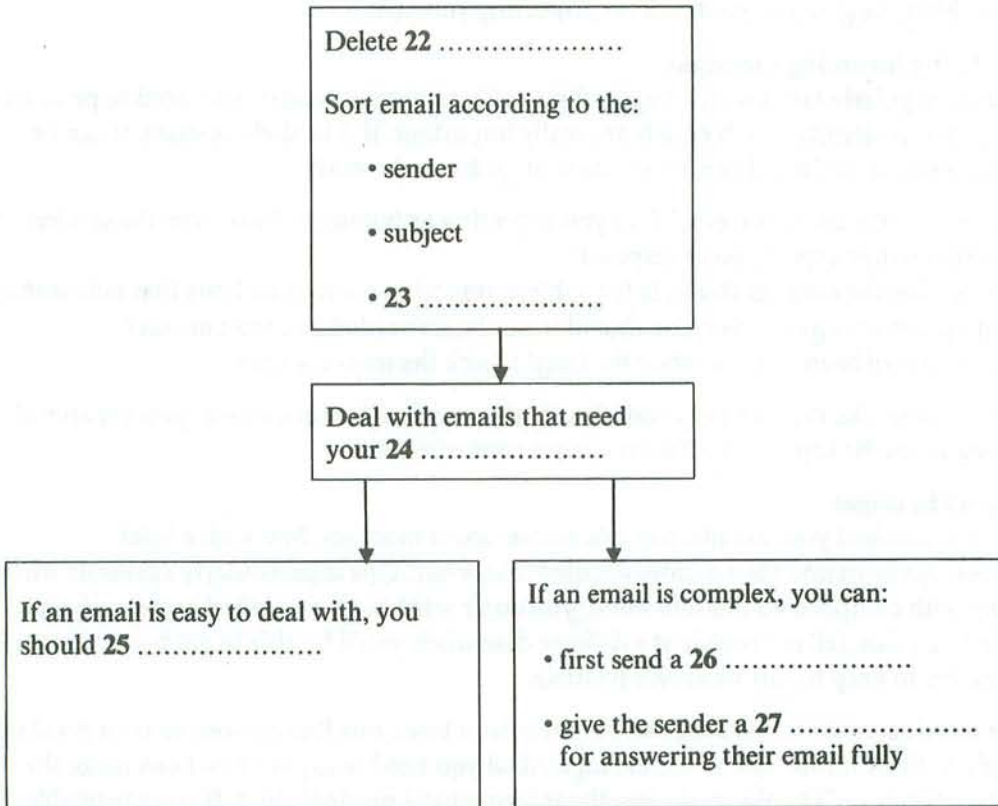 Delete 22 .....................
Sort email according to the:
• sender
• subject
• 23 .....................
Deal with emails that need
your 24 .....................
If an email is easy to deal with, you
should 25 .....................
If an email is complex, you can:
• first send a 26 .....................
• give the sender a 27 .....................
for answering their email fully